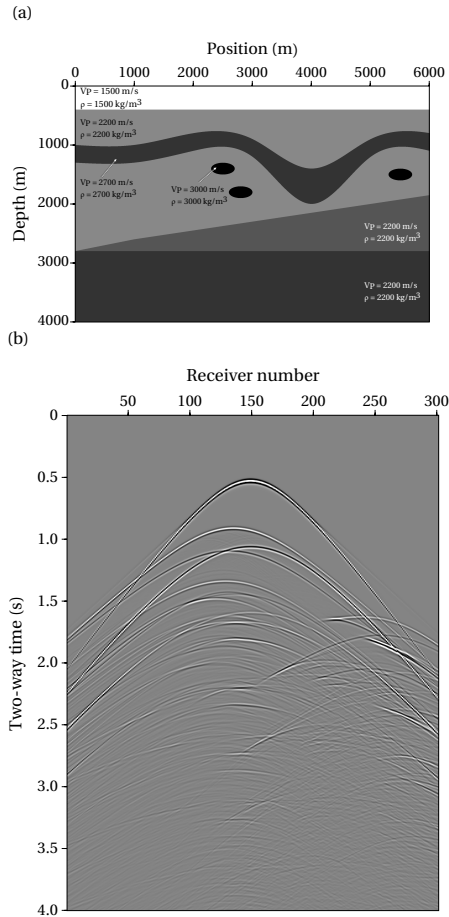 (a)
Position (m)
0 1000 2000 3000 4000 5000 6000
0
1000
2000
3000
4000
Depth (m)
VP = 1500 m/s
ρ = 1500 kg/m³
VP = 2200 m/s
ρ = 2200 kg/m³
VP = 2700 m/s
ρ = 2700 kg/m³
VP = 3000 m/s
ρ = 3000 kg/m³
VP = 2200 m/s
ρ = 2200 kg/m³
VP = 2200 m/s
ρ = 2200 kg/m³
(b)
Receiver number
50 100 150 200 250 300
0
0.5
1.0
1.5
2.0
2.5
3.0
3.5
4.0
Two-way time (s)